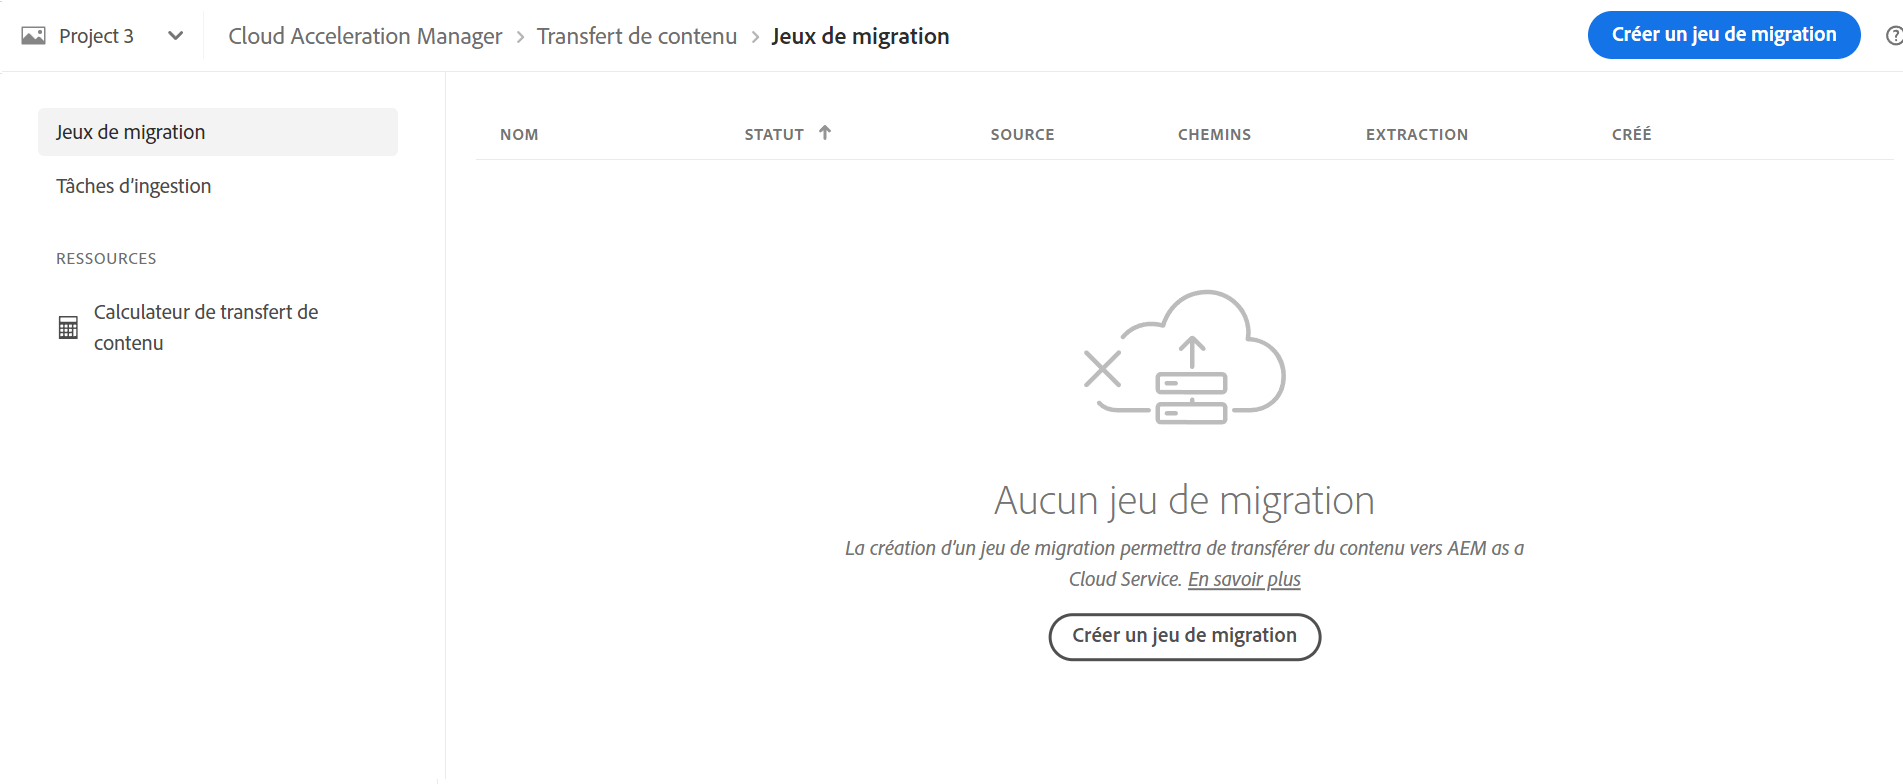 Project 3
Cloud Acceleration Manager > Transfert de contenu > Jeux de migration
Créer un jeu de migration
Jeux de migration
Tâches d'ingestion
RESSOURCES
Calculateur de transfert de
contenu
NOM STATUT SOURCE CHEMINS EXTRACTION CRÉÉ
Aucun jeu de migration
La création d'un jeu de migration permettra de transférer du contenu vers AEM as a
Cloud Service. En savoir plus
Créer un jeu de migration